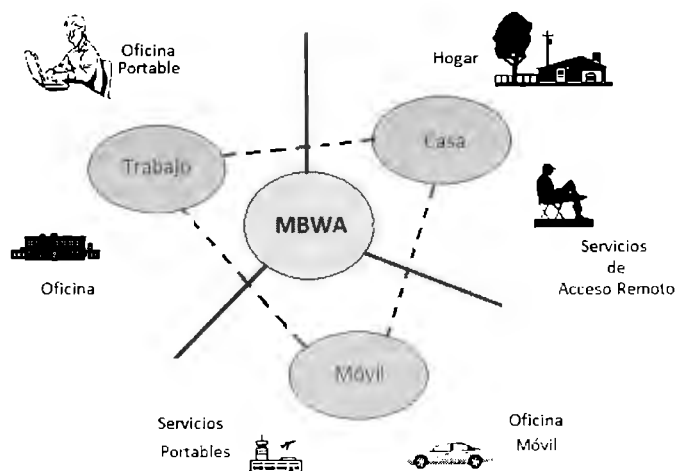 Oficina
Portable
Hogar
Trabajo
Casa
MBWA
Oficina
Servicios
de
Acceso Remoto
Móvil
Servicios
Portables
Oficina
Móvil